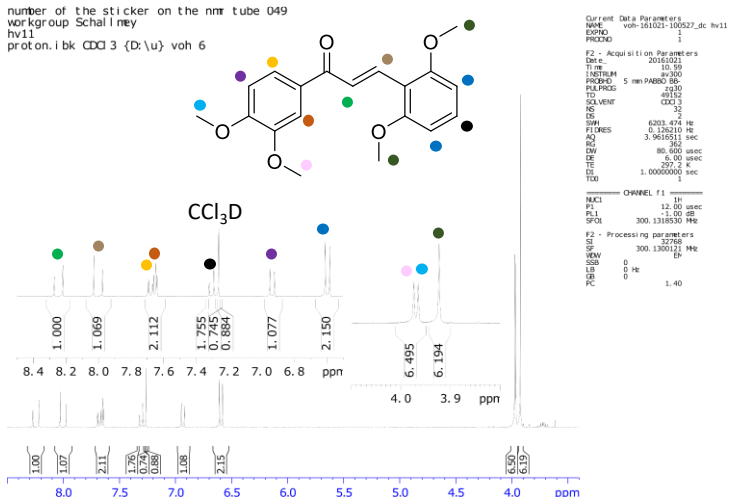 number of the sticker on the nmr tube 049
workgroup Schallmey
hv11
proton.ibk CDCl3 {D:\u} voh 6
Current Data Parameters
NAME voh-161021-100527_dc hv11
EXPNO 1
PROCNO 1
F2 - Acquisition Parameters
Date_ 20161021
Time 10.59
INSTRUM av300
PROBHD 5 mm PABBO BB-
PULPROG zg30
TD 49152
SOLVENT CDCl3
NS 32
DS 2
SWH 6203.474 Hz
FIDRES 0.126210 Hz
AQ 3.9616511 sec
RG 362
DW 80.600 usec
DE 6.00 usec
TE 297.2 K
D1 1.00000000 sec
TD0 1
======== CHANNEL f1 ========
NUC1 1H
P1 12.00 usec
PL1 -1.00 dB
SFO1 300.1318530 MHz
F2 - Processing parameters
SI 32768
SF 300.1300121 MHz
WDW EM
SSB 0
LB 0 Hz
GB 0
PC 1.40
O
O
O
O
O
CCl3D
1.000
1.069
2.112
1.755
0.745
0.884
1.077
2.150
8.4 8.2 8.0 7.8 7.6 7.4 7.2 7.0 6.8 ppm
6.495
6.194
4.0 3.9 ppm
1.00
1.07
2.11
1.76
0.74
0.88
1.08
2.15
6.50
6.19
8.0 7.5 7.0 6.5 6.0 5.5 5.0 4.5 4.0 ppm